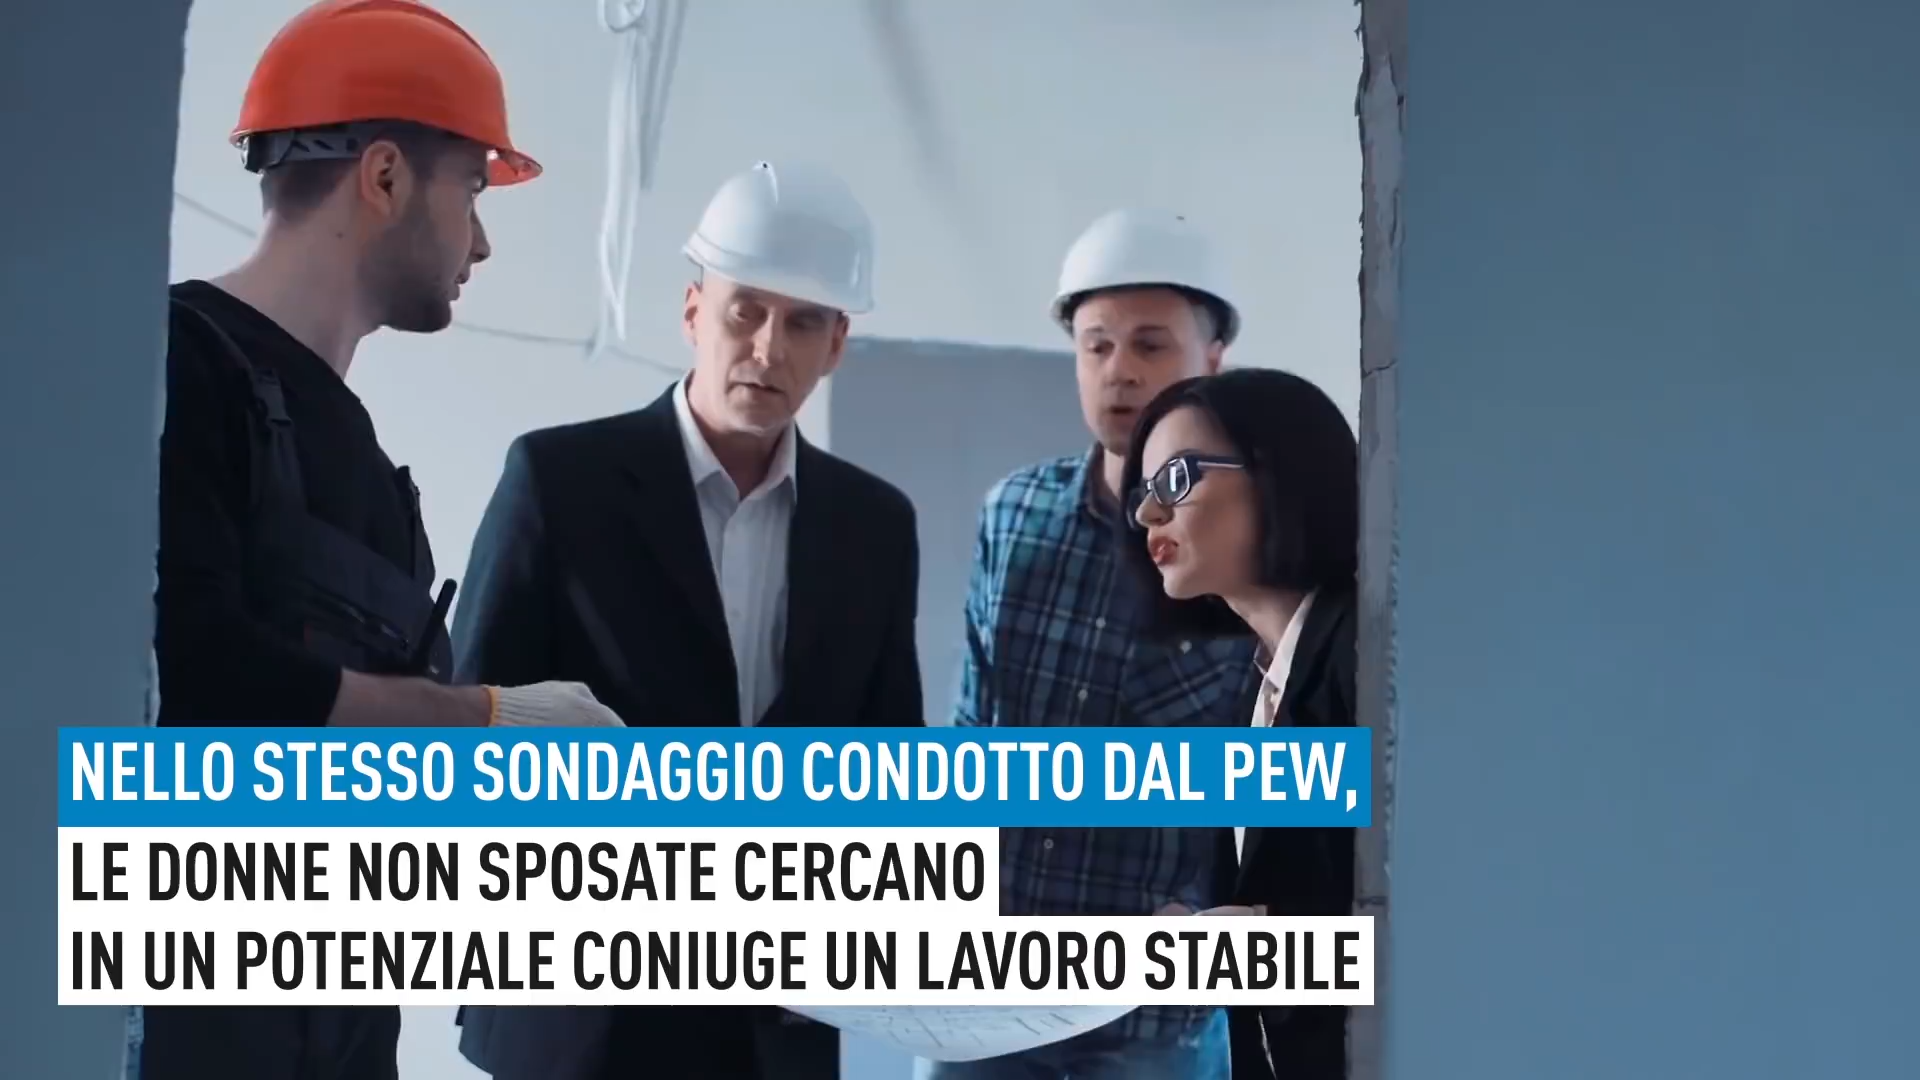 NELLO STESSO SONDAGGIO CONDOTTO DAL PEW,
LE DONNE NON SPOSATE CERCANO
IN UN POTENZIALE CONIUGE UN LAVORO STABILE